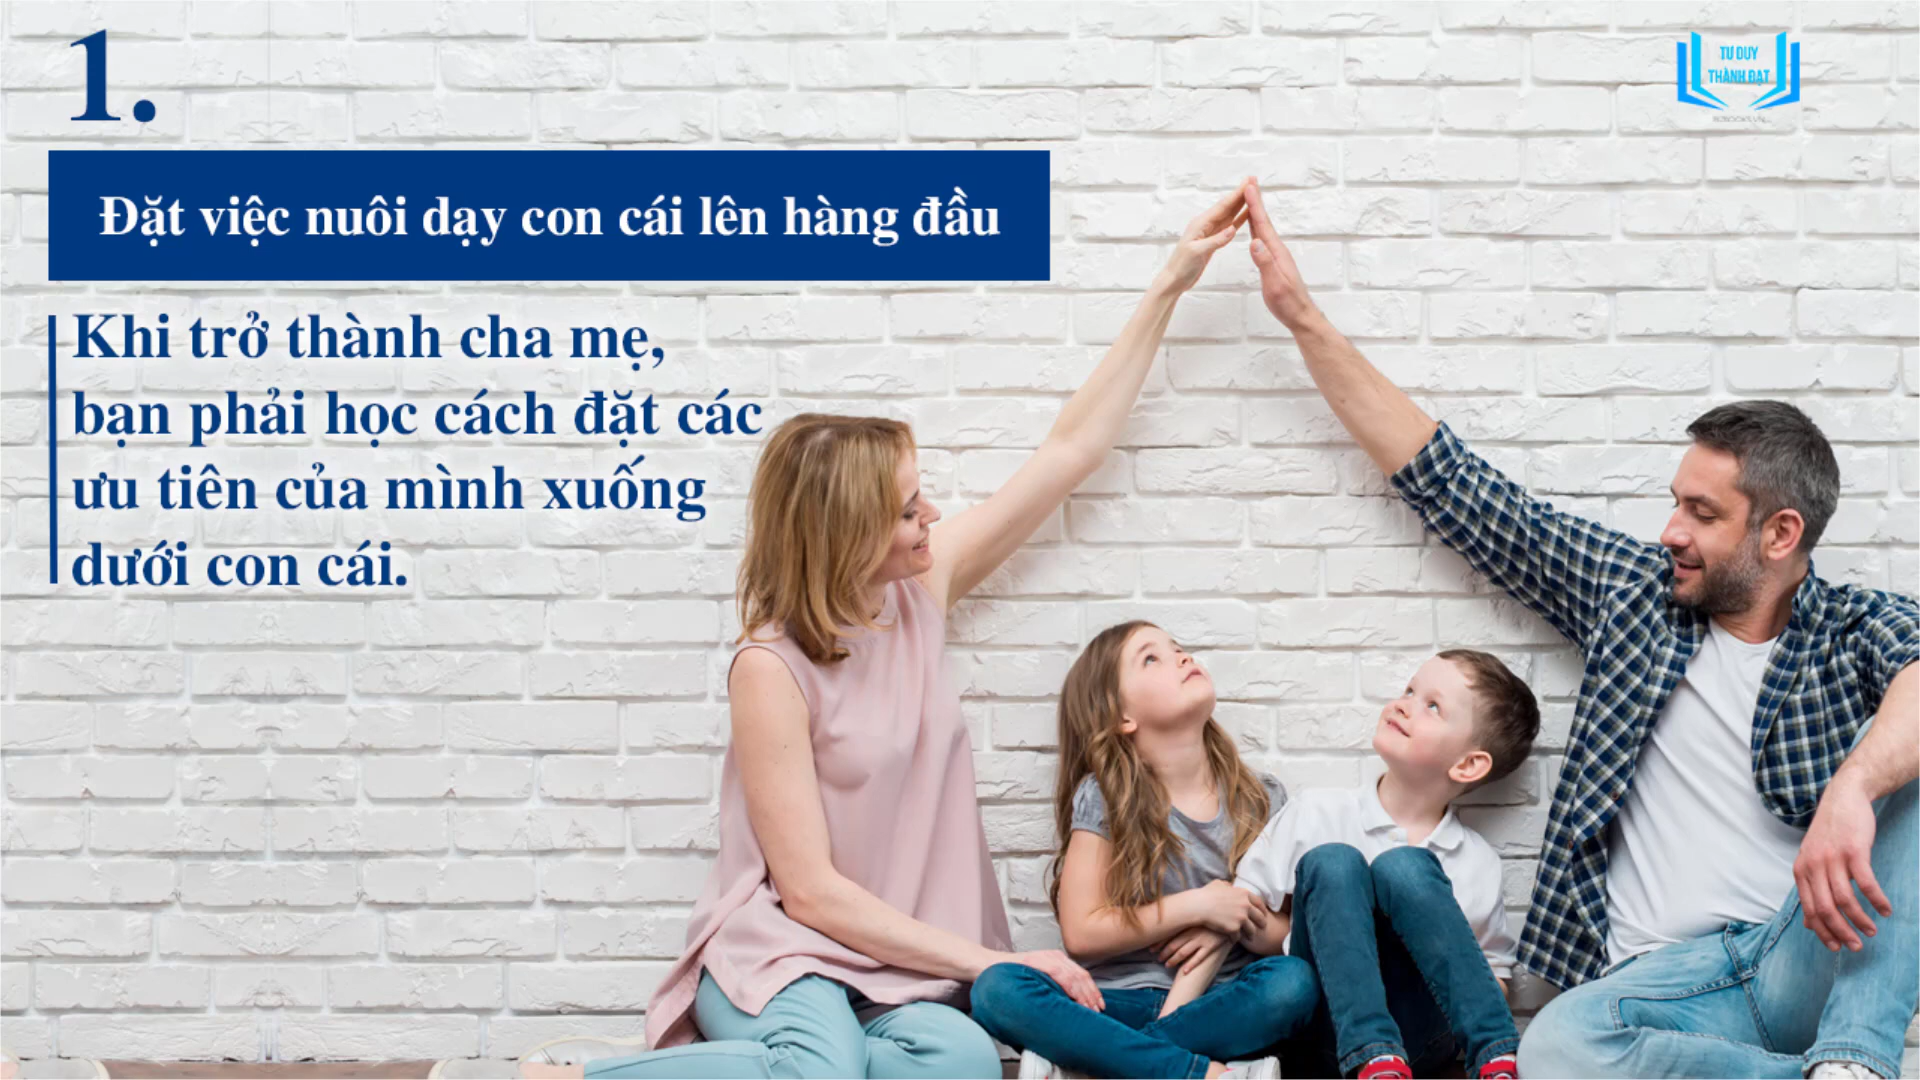 1.
TƯ DUY
THÀNH ĐẠT
Đặt việc nuôi dạy con cái lên hàng đầu
Khi trở thành cha mẹ,
bạn phải học cách đặt các
ưu tiên của mình xuống
dưới con cái.